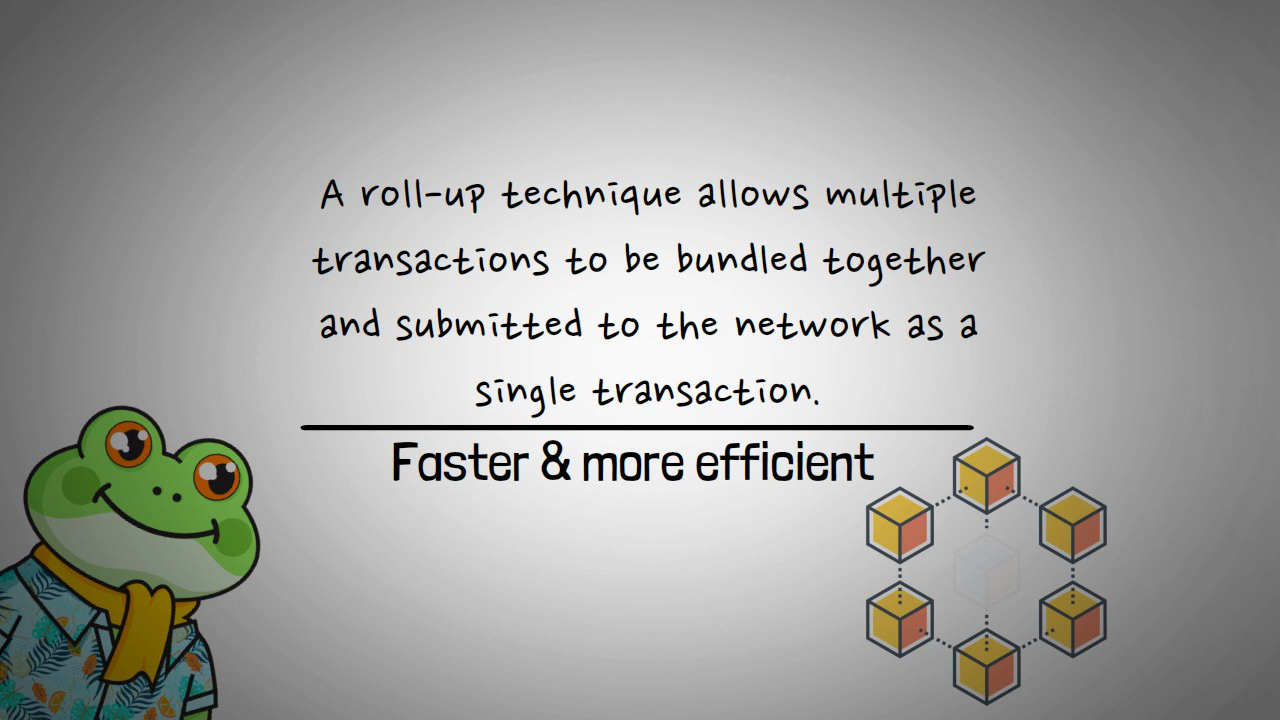 A roll-up technique allows multiple
transactions to be bundled together
and submitted to the network as a
single transaction.
Faster & more efficient